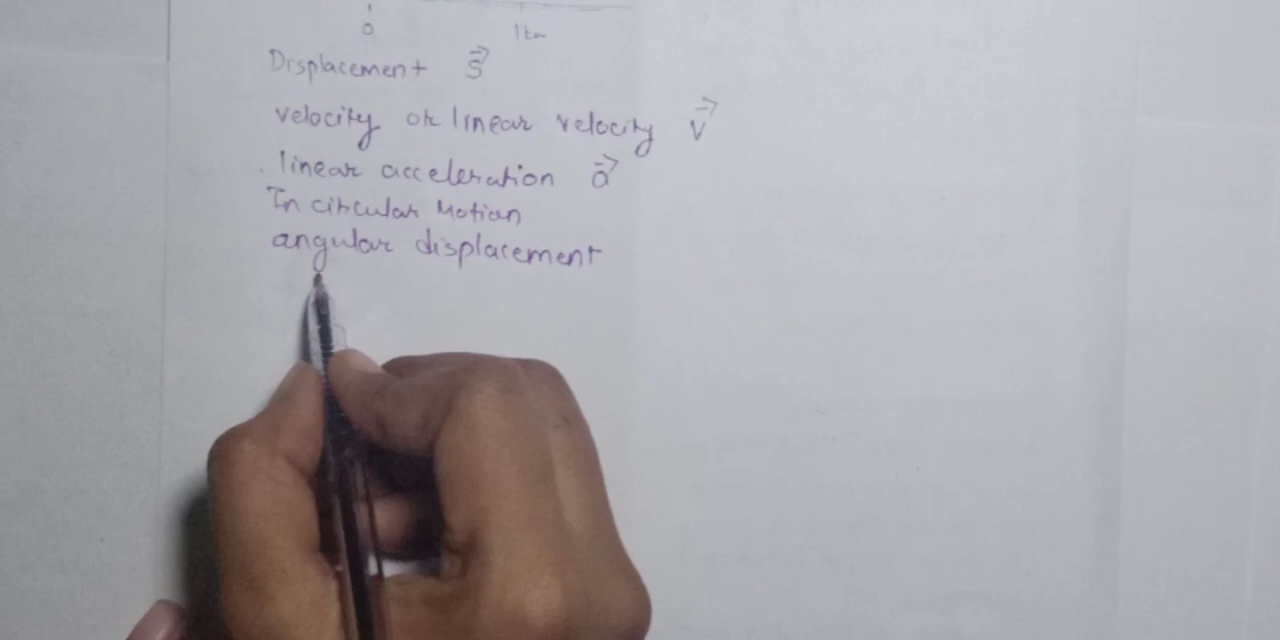 0 1km
Displacement S⃗
velocity or linear velocity V⃗
linear acceleration a⃗
In circular Motion
angular displacement